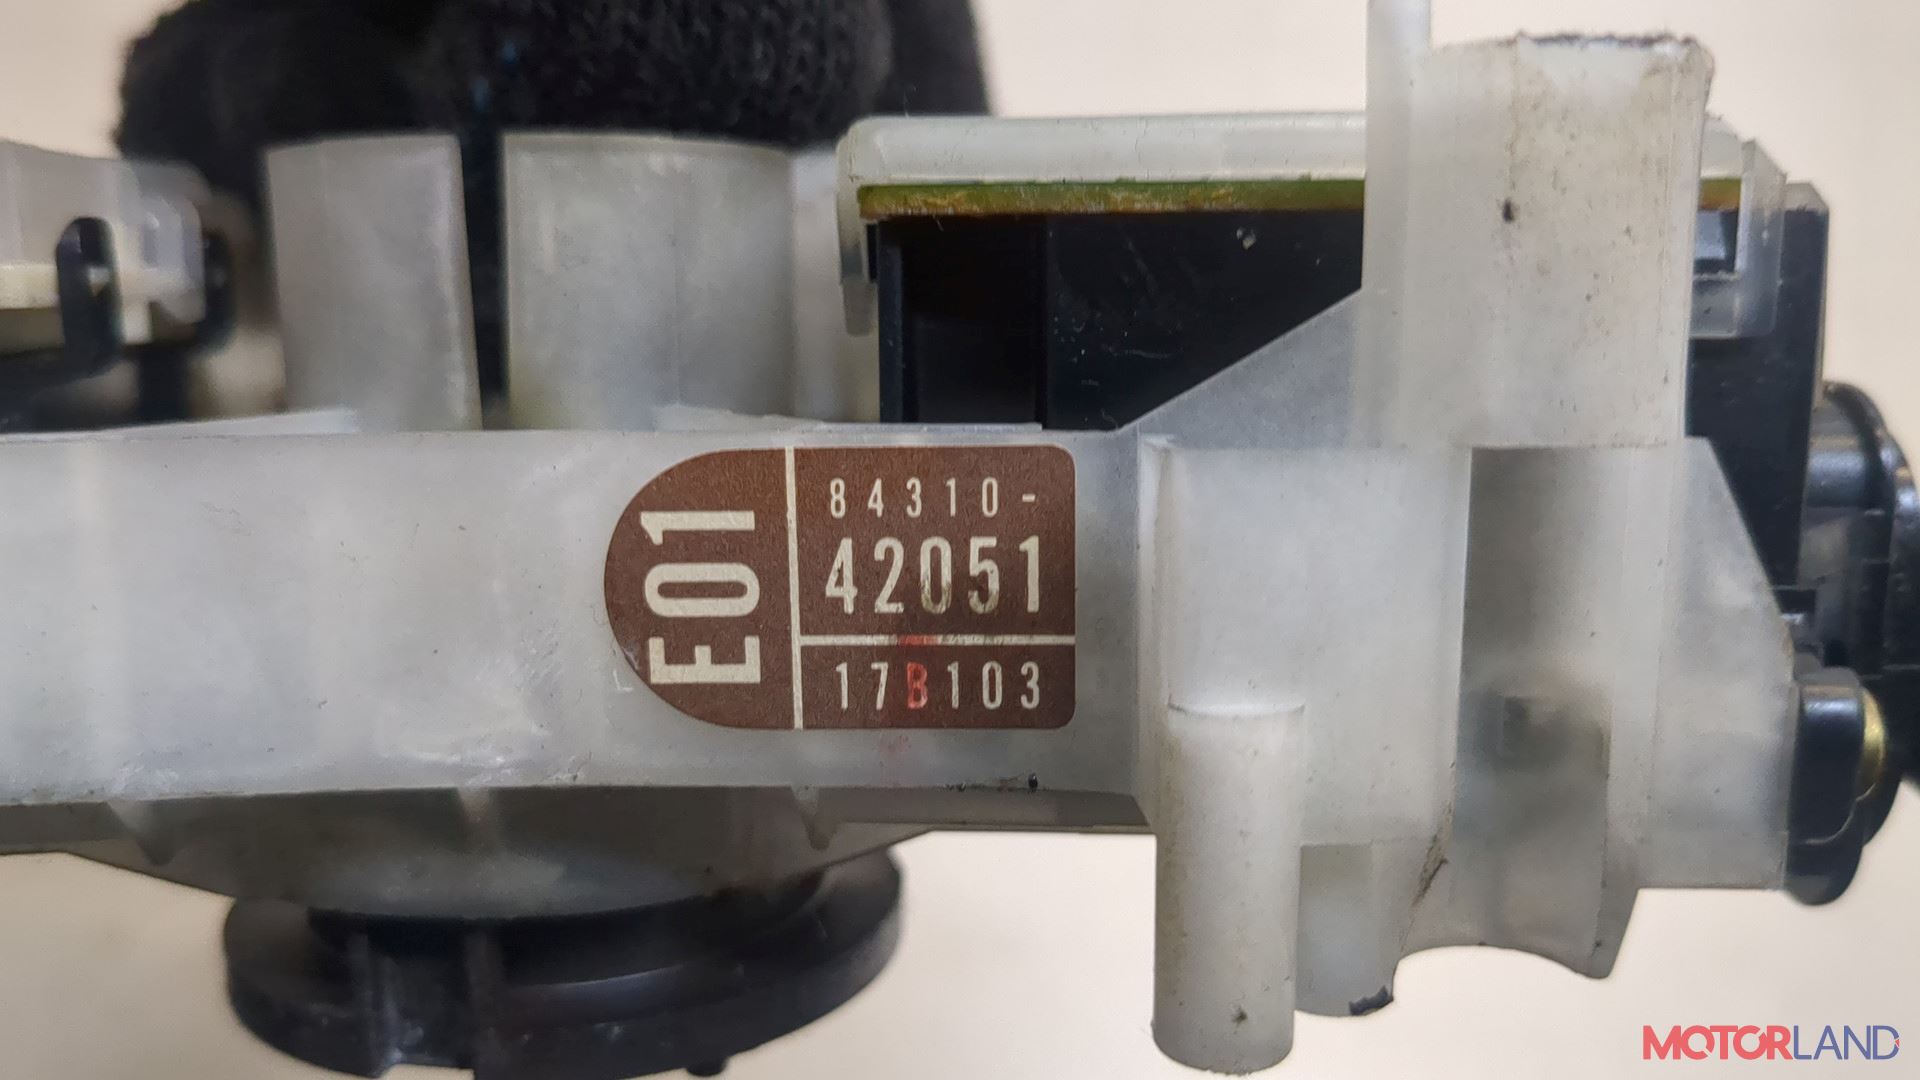 E01
84310-
42051
17B103
MOTORLAND